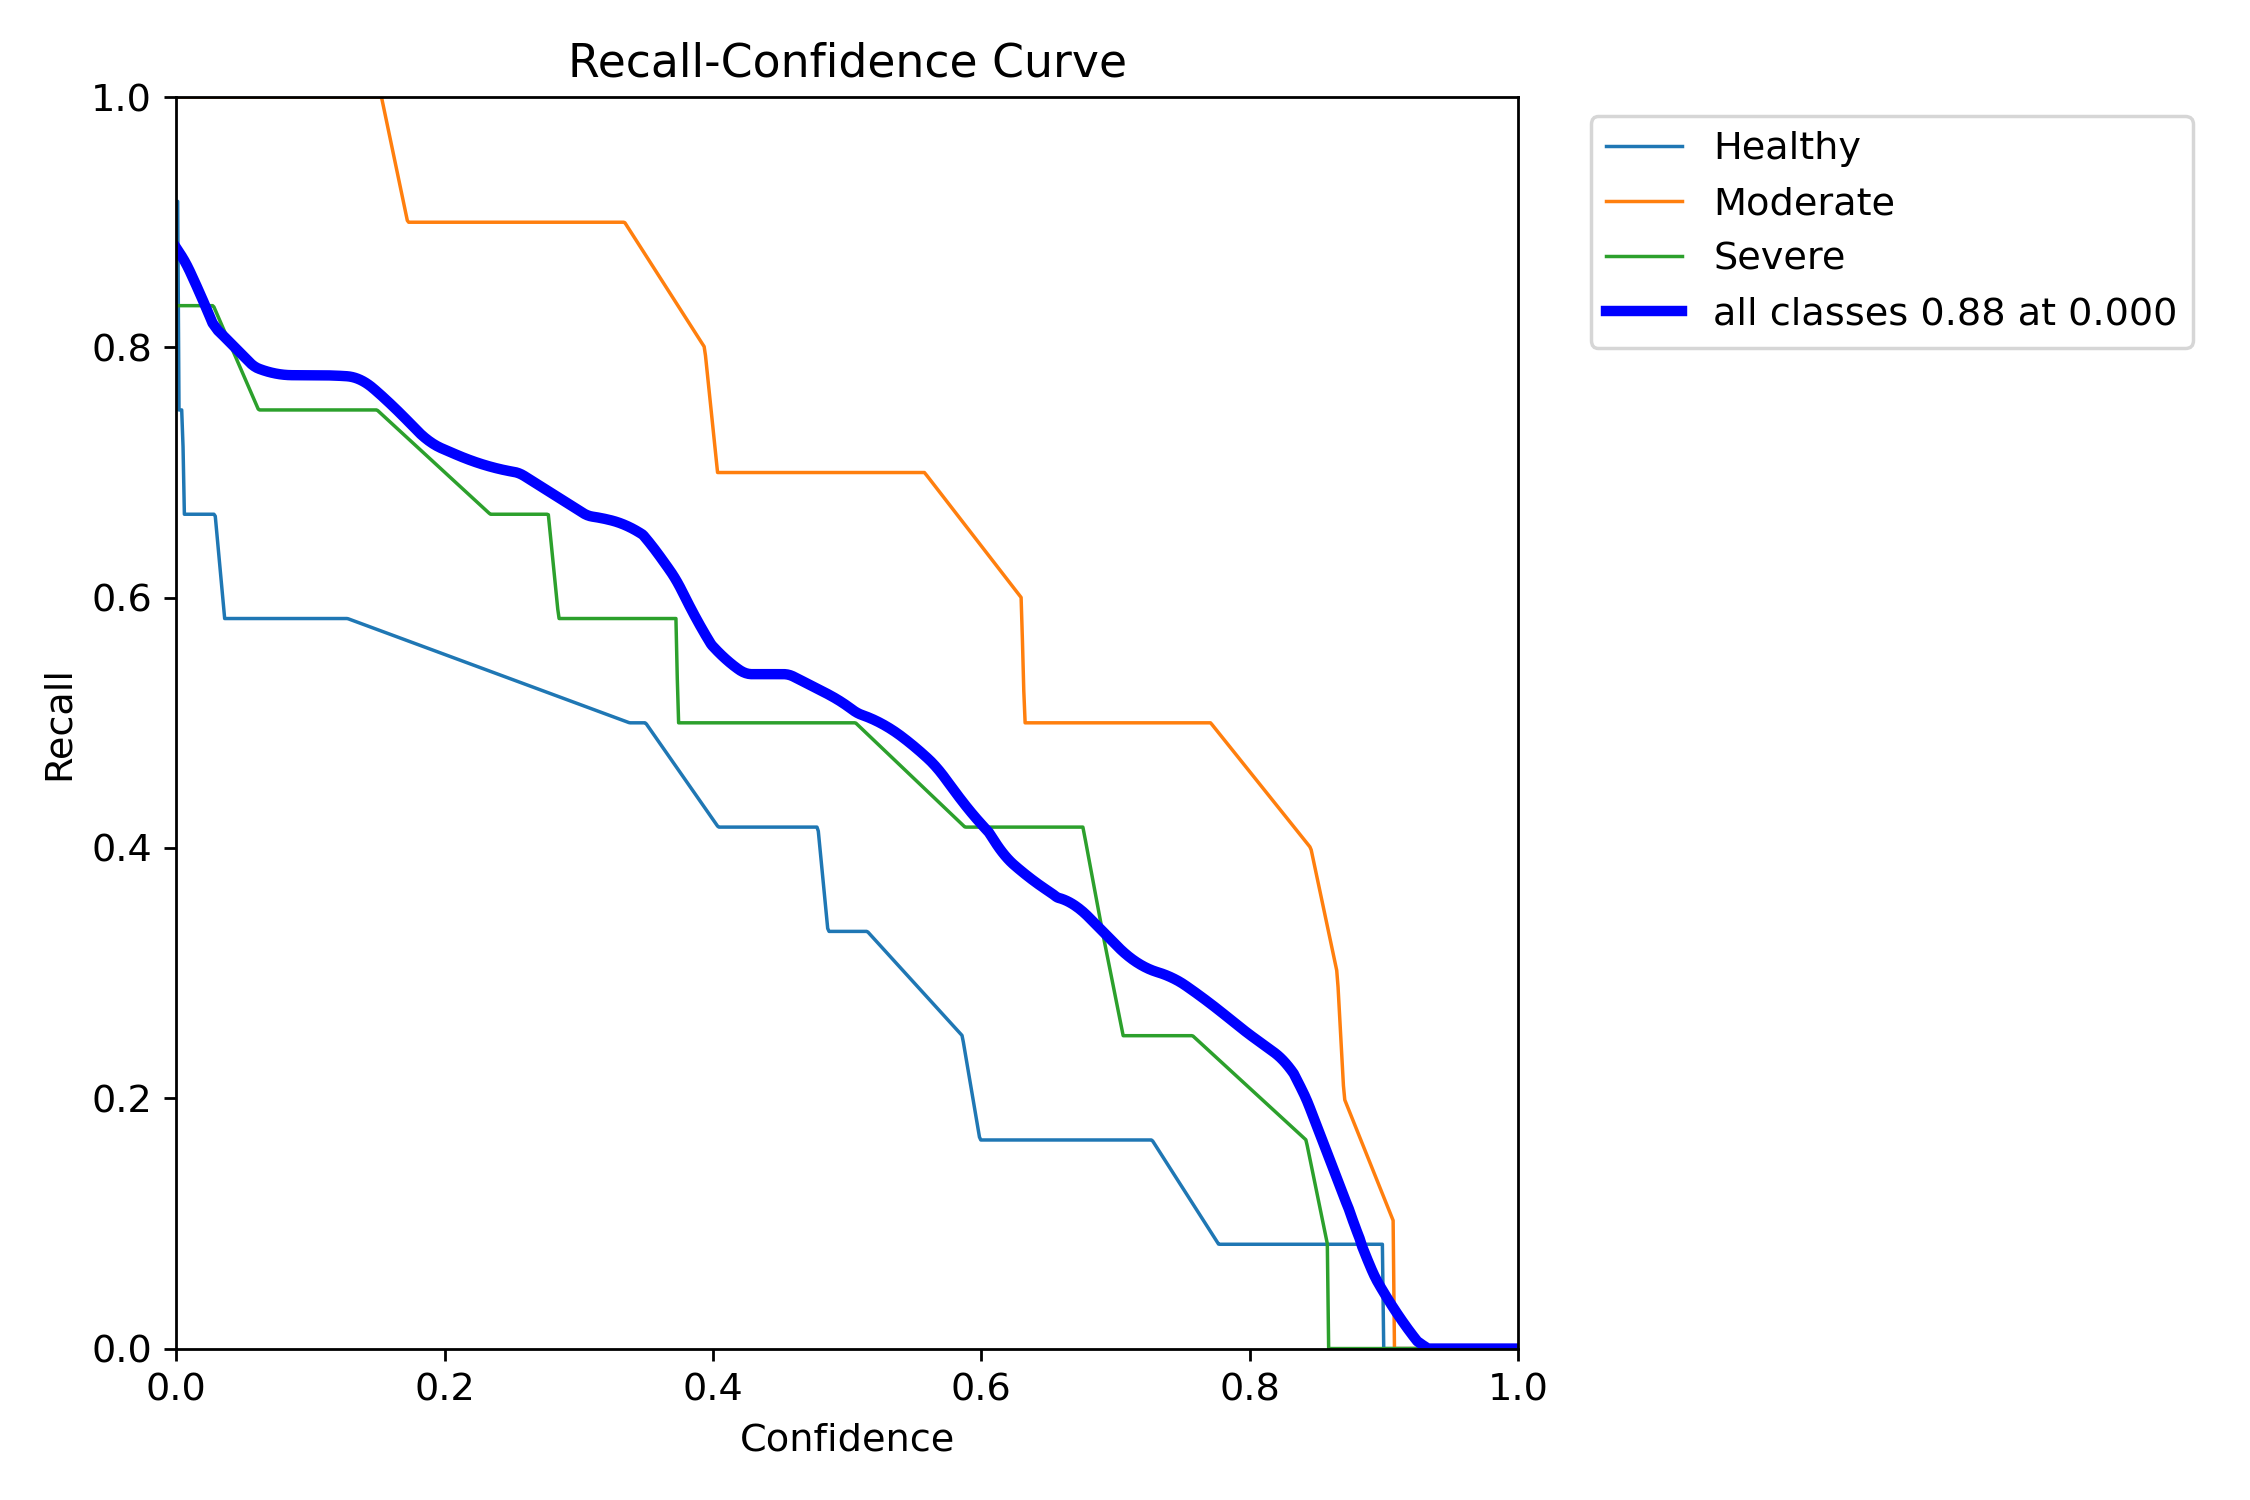 Recall-Confidence Curve
1.0
0.8
0.6
0.4
0.2
0.0
Recall
0.0 0.2 0.4 0.6 0.8 1.0
Confidence
Healthy
Moderate
Severe
all classes 0.88 at 0.000